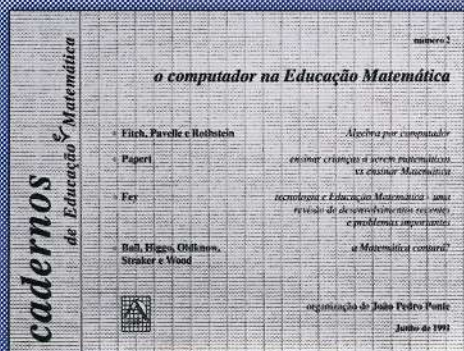 cadernos
de Educação e Matemática
número 2
o computador na Educação Matemática
Fitch, Pavelle e Rothstein
Álgebra por computador
Papert
ensinar crianças a serem matemáticos
vs ensinar Matemática
Fey
tecnologia e Educação Matemática - uma
revisão de desenvolvimentos recentes
e problemas importantes
Ball, Higgo, Oldknow,
Straker e Wood
a Matemática contará?
organização de João Pedro Ponte
Junho de 1991